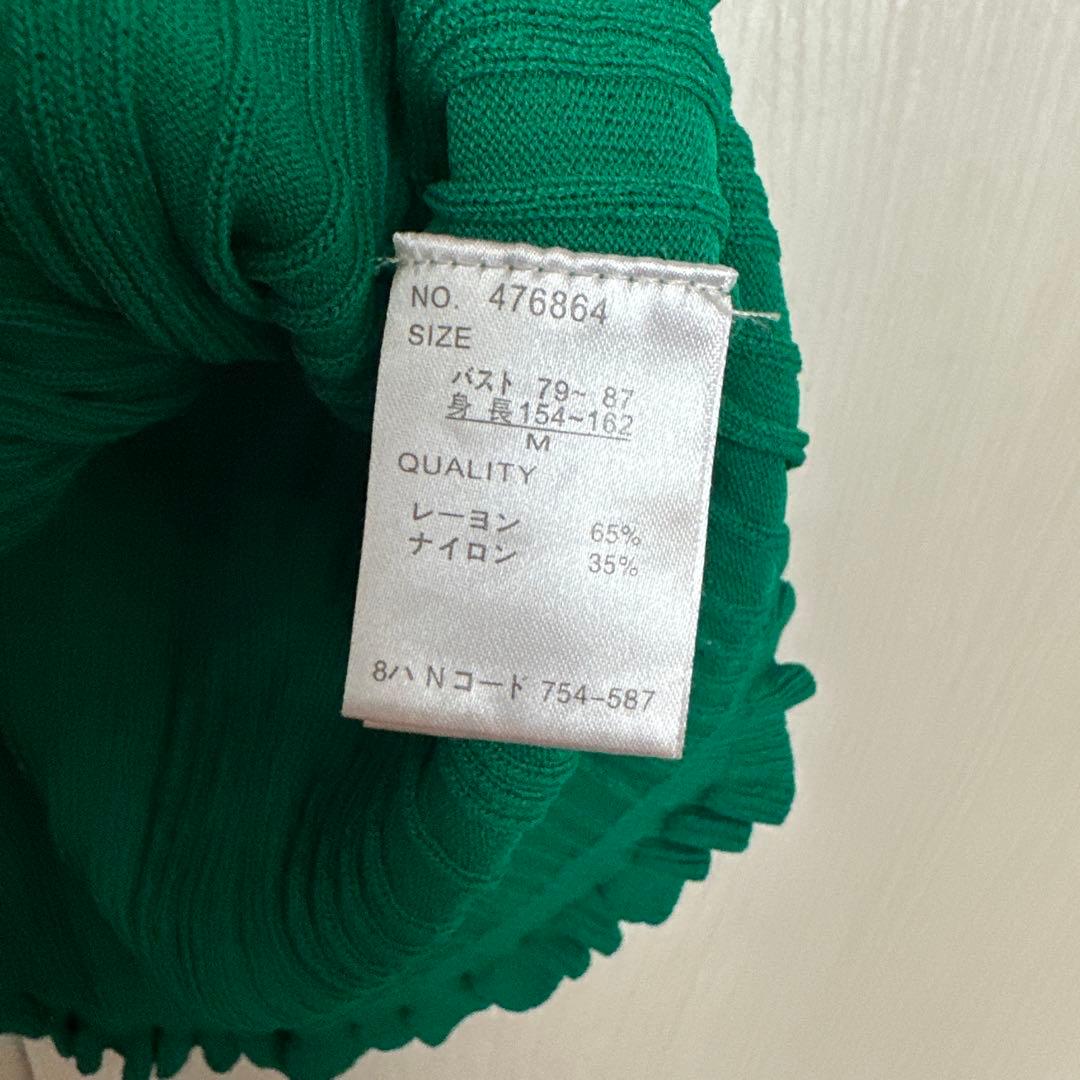 NO. 476864
SIZE
バスト 79~ 87
身 長154~162
M
QUALITY
レーヨン 65%
ナイロン 35%
8ハNコード 754-587